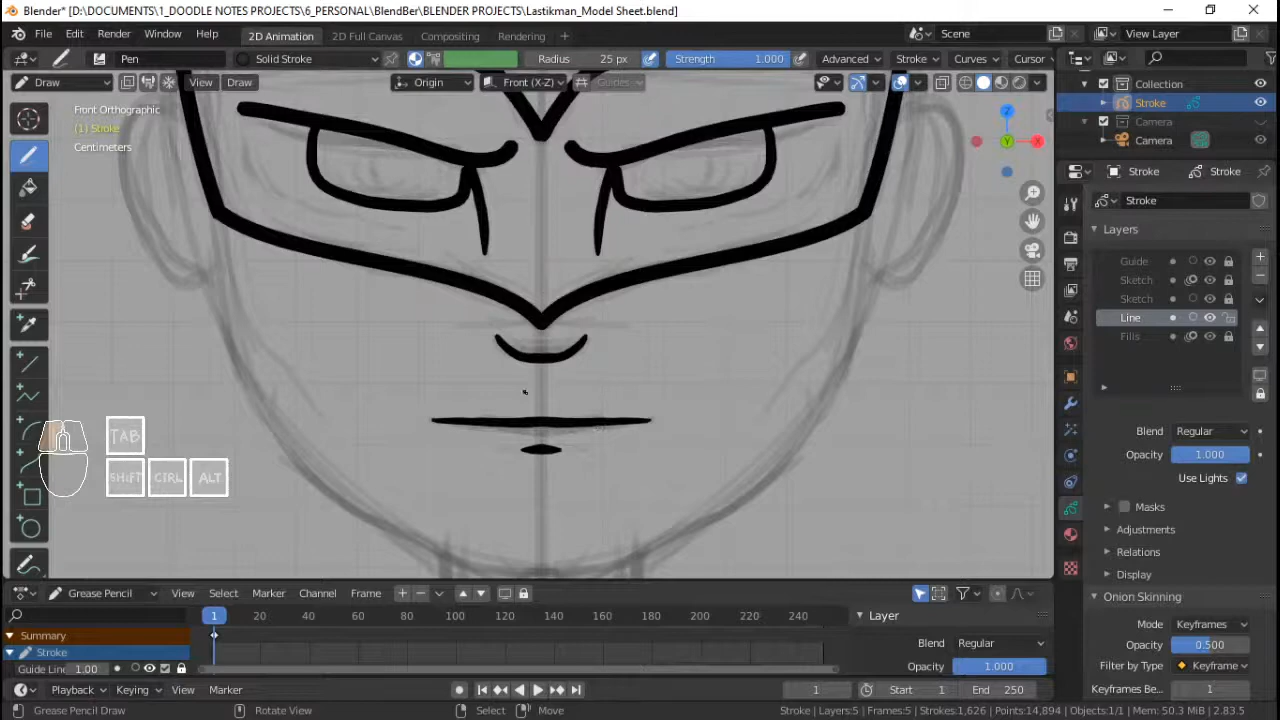 Blender* [D:\DOCUMENTS\1_DOODLE NOTES PROJECTS\6_PERSONAL\BlendBer\BLENDER PROJECTS\Lastikman_Model Sheet.blend]
File Edit Render Window Help 2D Animation 2D Full Canvas Compositing Rendering Scene View Layer
Pen Solid Stroke Radius 25 px Strength 1.000 Advanced Stroke Curves Cursor
Draw View Draw Origin Front (X-Z) Guides
Front Orthographic
(1) Stroke
Centimeters
Z
X
Y
Collection
Stroke
Camera
Camera
Stroke Stroke
Stroke
Layers
Guide
Sketch
Sketch
Line
Fills
Blend Regular
Opacity 1.000
Use Lights
Masks
Adjustments
Relations
Display
Onion Skinning
Mode Keyframes
Opacity 0.500
Filter by Type Keyframe
Keyframes Be... 1
TAB
SHIFT CTRL ALT
Grease Pencil View Select Marker Channel Frame
1 20 40 60 80 100 120 140 160 180 200 220 240
Summary
Stroke
Guide Line 1.00
Layer
Blend Regular
Opacity 1.000
Playback Keying View Marker 1 Start 1 End 250
Grease Pencil Draw Rotate View Select Move Stroke | Layers:5 | Frames:5 | Strokes:1,626 | Points:14,894 | Objects:1/1 | Mem: 50.3 MiB | 2.83.5